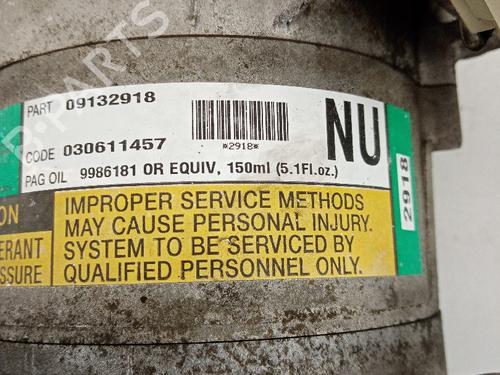 PART 09132918
*2918*
NU
CODE 030611457
PAG OIL 9986181 OR EQUIV, 150ml (5.1Fl.oz.)
2918
IMPROPER SERVICE METHODS
MAY CAUSE PERSONAL INJURY.
SYSTEM TO BE SERVICED BY
QUALIFIED PERSONNEL ONLY.
ON
ERANT
ESSURE